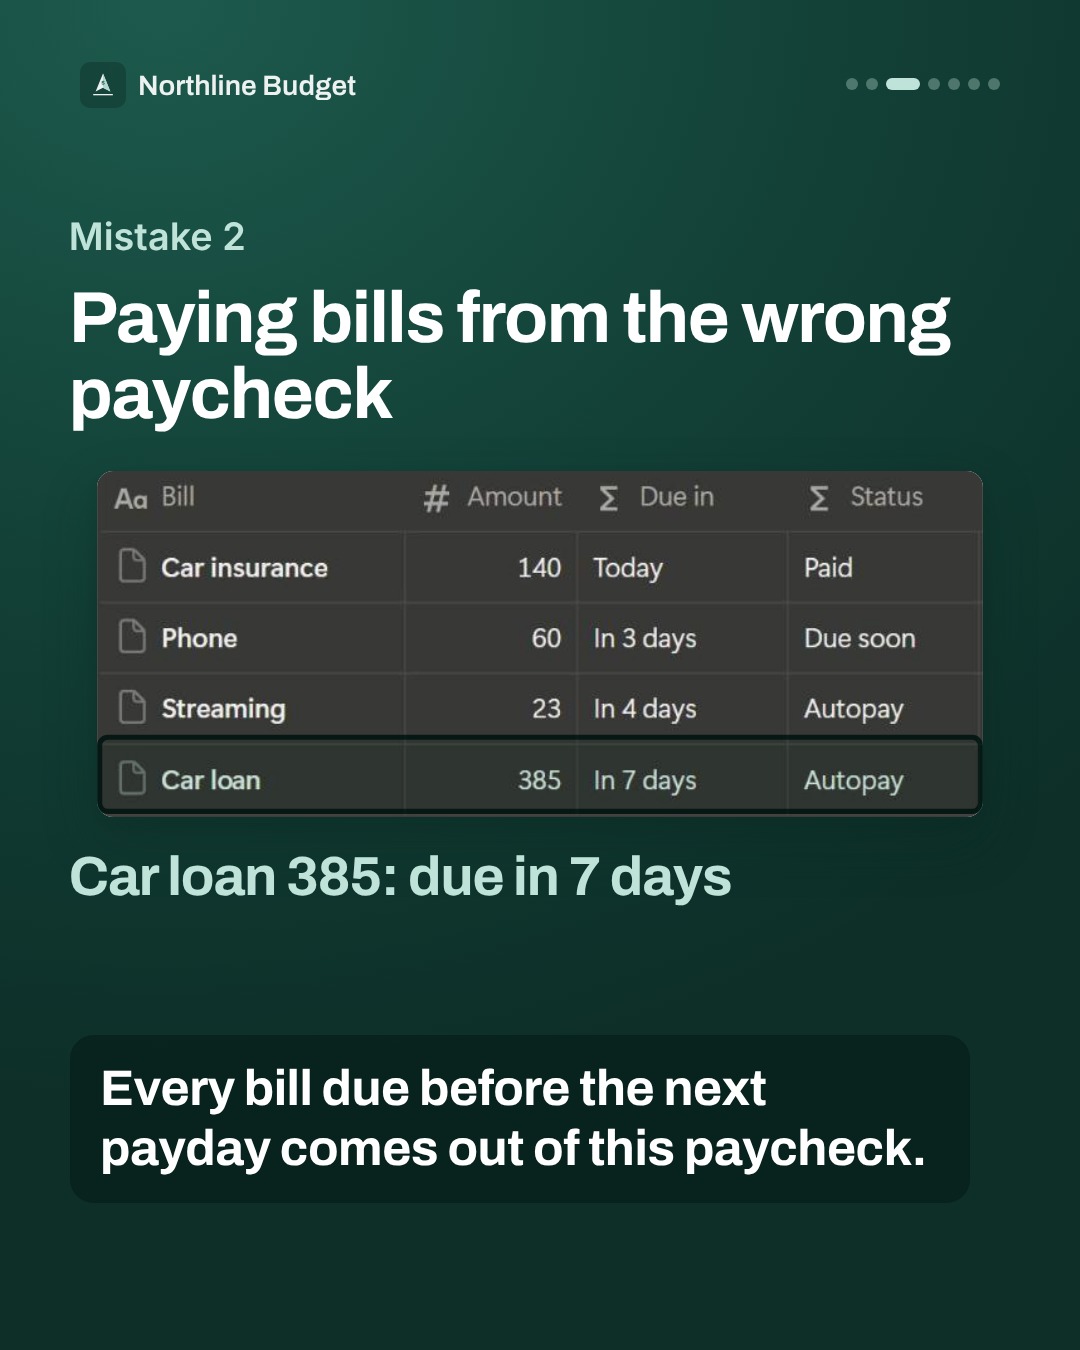 Northline Budget
Mistake 2
Paying bills from the wrong
paycheck
Aa Bill # Amount Σ Due in Σ Status
Car insurance 140 Today Paid
Phone 60 In 3 days Due soon
Streaming 23 In 4 days Autopay
Car loan 385 In 7 days Autopay
Car loan 385: due in 7 days
Every bill due before the next
payday comes out of this paycheck.